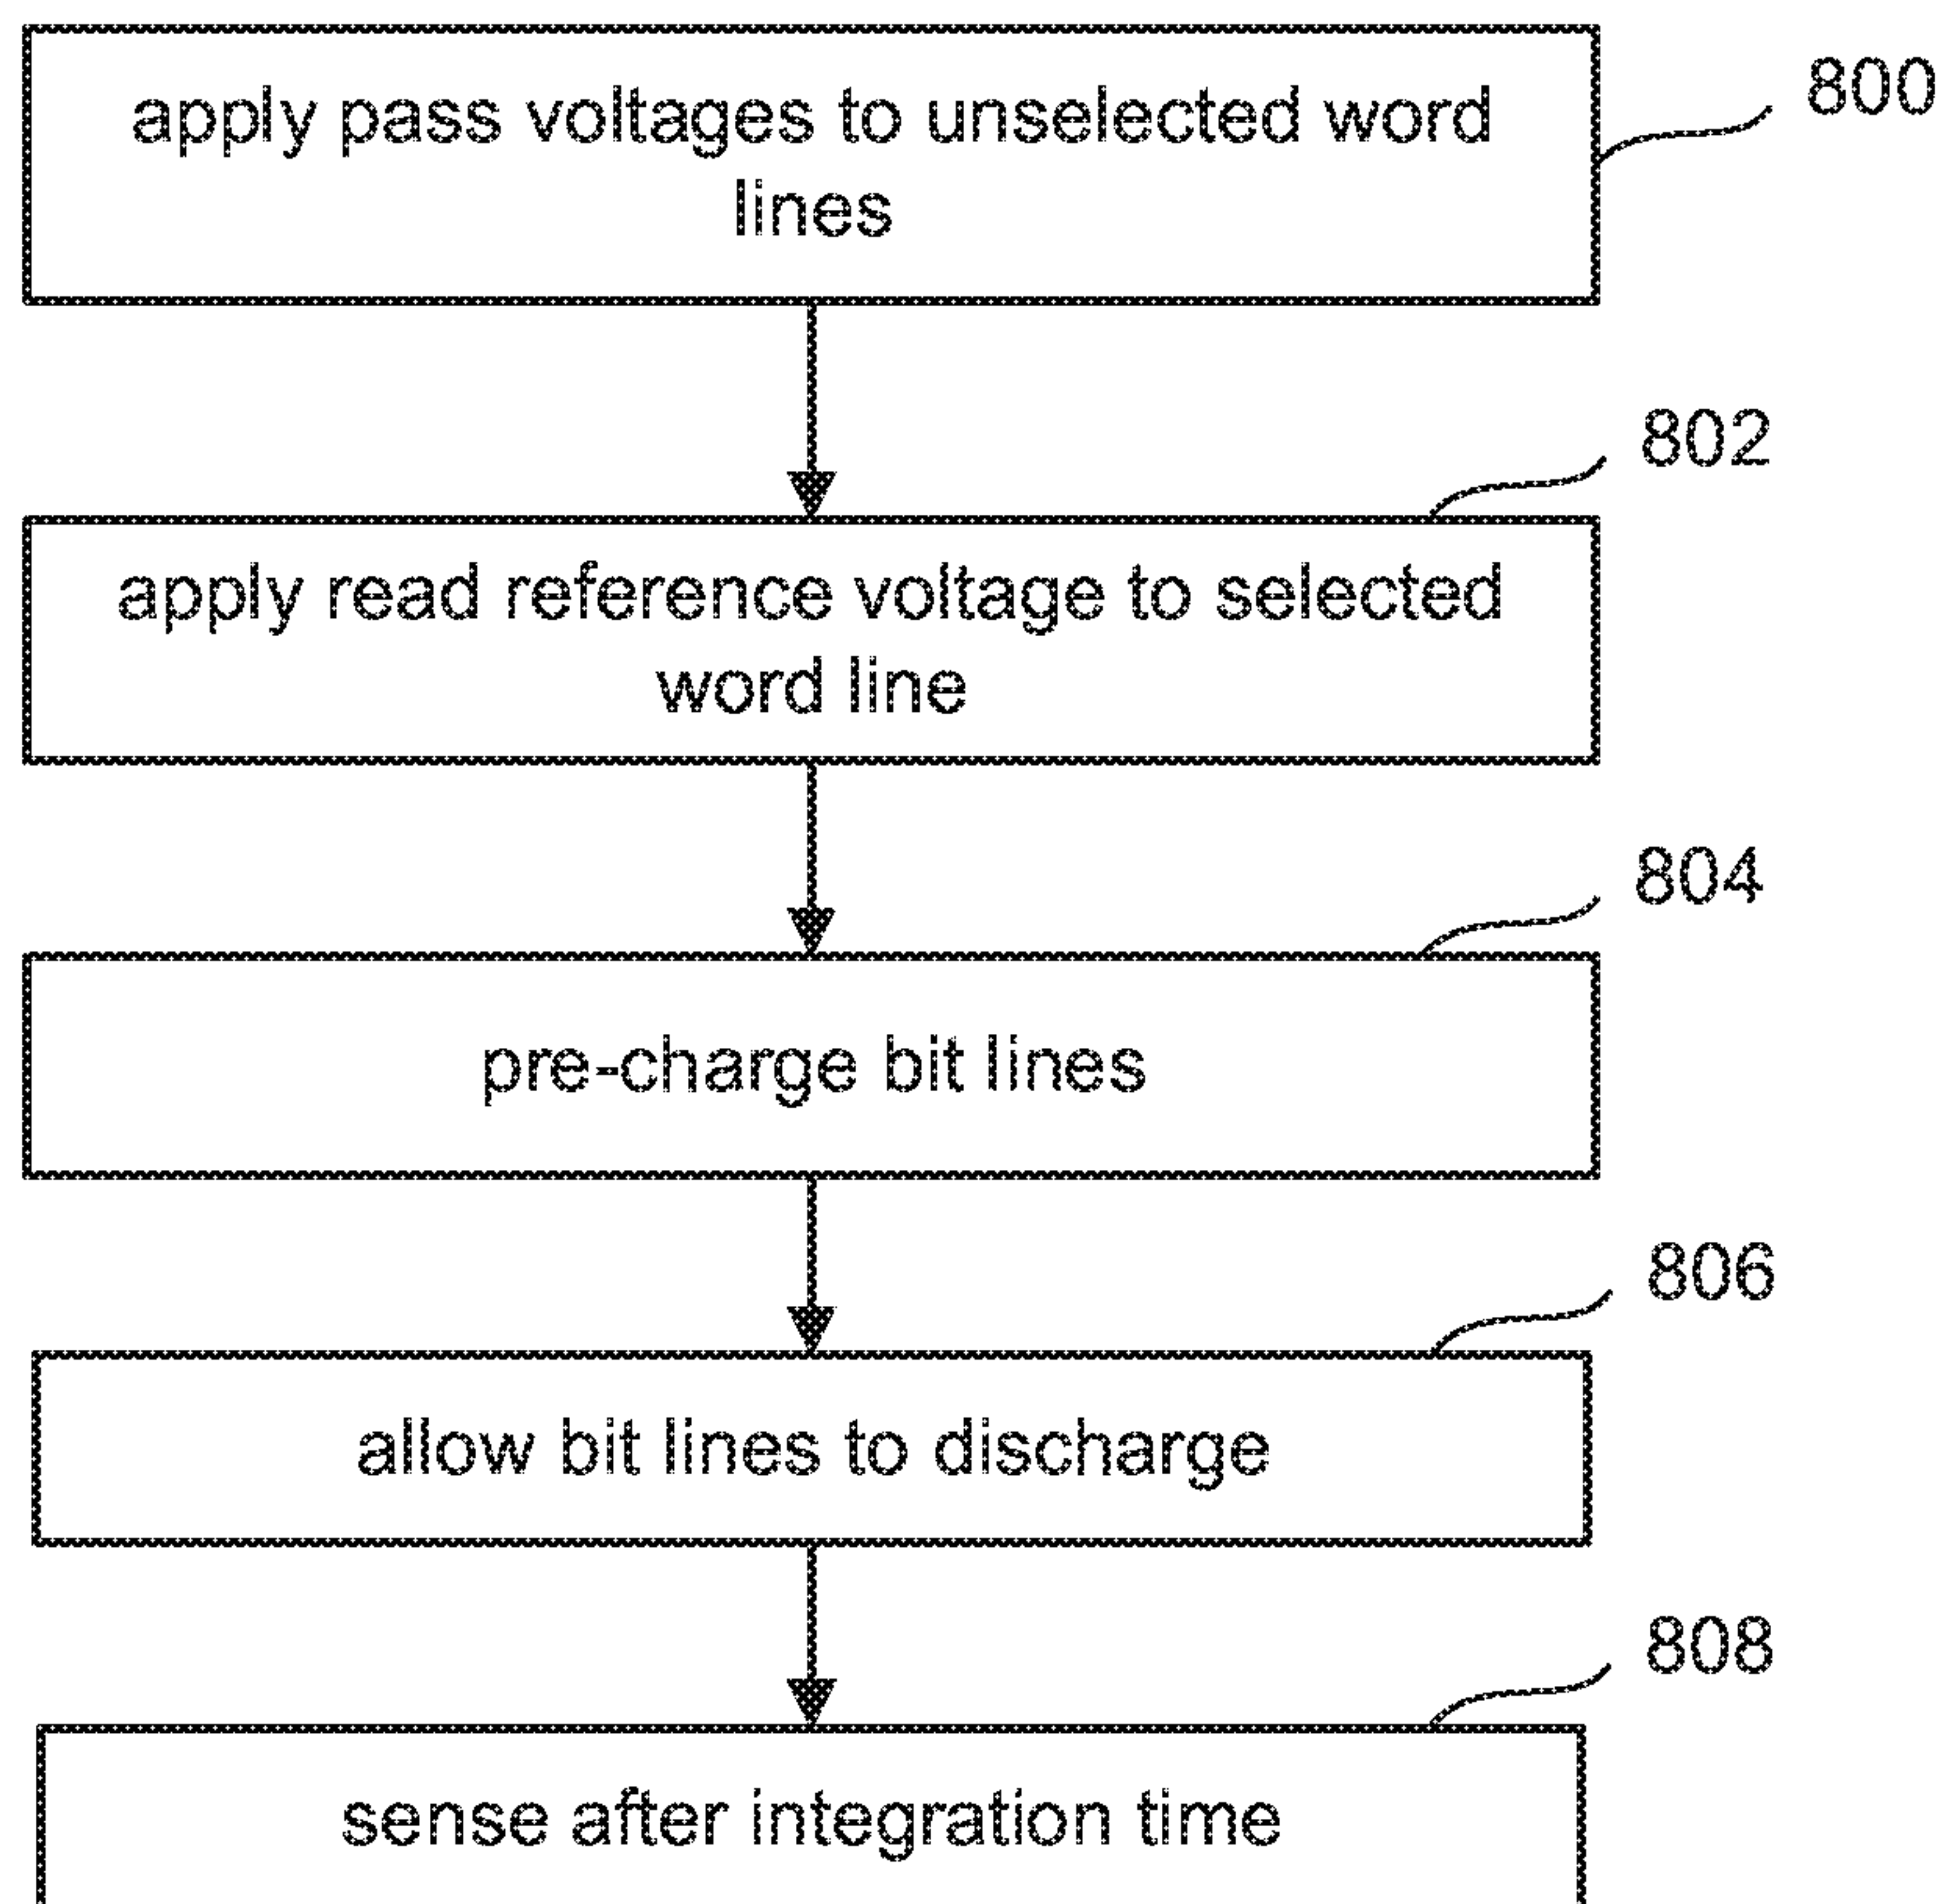 apply pass voltages to unselected word
lines
800
802
apply read reference voltage to selected
word line
804
pre-charge bit lines
806
allow bit lines to discharge
808
sense after integration time